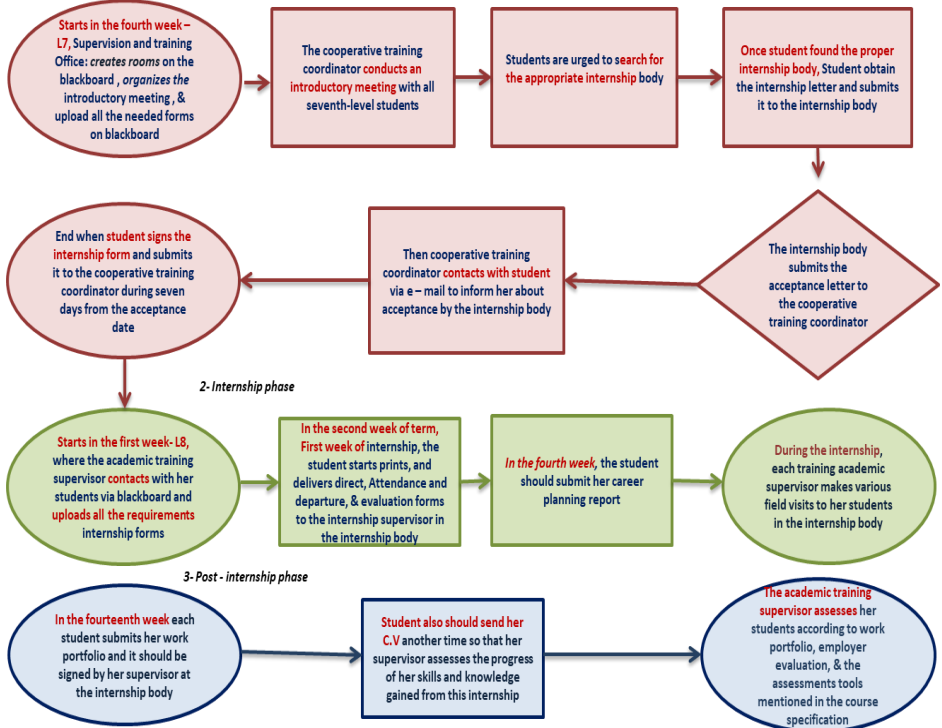 Starts in the fourth week –
L7, Supervision and training
Office: creates rooms on the
blackboard , organizes the
introductory meeting , &
upload all the needed forms
on blackboard
The cooperative training
coordinator conducts an
introductory meeting with all
seventh-level students
Students are urged to search for
the appropriate internship body
Once student found the proper
internship body, Student obtain
the internship letter and submits
it to the internship body
The internship body
submits the
acceptance letter to
the cooperative
training coordinator
Then cooperative training
coordinator contacts with student
via e – mail to inform her about
acceptance by the internship body
End when student signs the
internship form and submits
it to the cooperative training
coordinator during seven
days from the acceptance
date
2- Internship phase
Starts in the first week- L8,
where the academic training
supervisor contacts with her
students via blackboard and
uploads all the requirements
internship forms
In the second week of term,
First week of internship, the
student starts prints, and
delivers direct, Attendance and
departure, & evaluation forms
to the internship supervisor in
the internship body
In the fourth week, the student
should submit her career
planning report
During the internship,
each training academic
supervisor makes various
field visits to her students
in the internship body
3- Post - internship phase
In the fourteenth week each
student submits her work
portfolio and it should be
signed by her supervisor at
the internship body
Student also should send her
C.V another time so that her
supervisor assesses the progress
of her skills and knowledge
gained from this internship
The academic training
supervisor assesses her
students according to work
portfolio, employer
evaluation, & the
assessments tools
mentioned in the course
specification